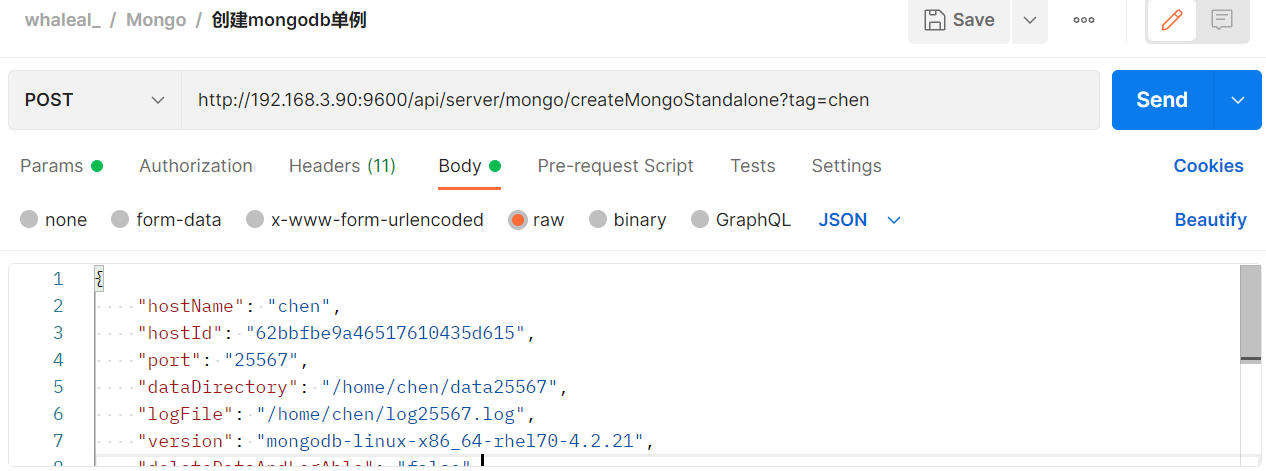 whaleal_ / Mongo / 创建mongodb单例
Save
POST
http://192.168.3.90:9600/api/server/mongo/createMongoStandalone?tag=chen
Send
Params Authorization Headers (11) Body Pre-request Script Tests Settings Cookies
none form-data x-www-form-urlencoded raw binary GraphQL JSON Beautify
1 {
2 "hostName": "chen",
3 "hostId": "62bbfbe9a46517610435d615",
4 "port": "25567",
5 "dataDirectory": "/home/chen/data25567",
6 "logFile": "/home/chen/log25567.log",
7 "version": "mongodb-linux-x86_64-rhel70-4.2.21",
8 "deleteDataAndLogAble": "false",